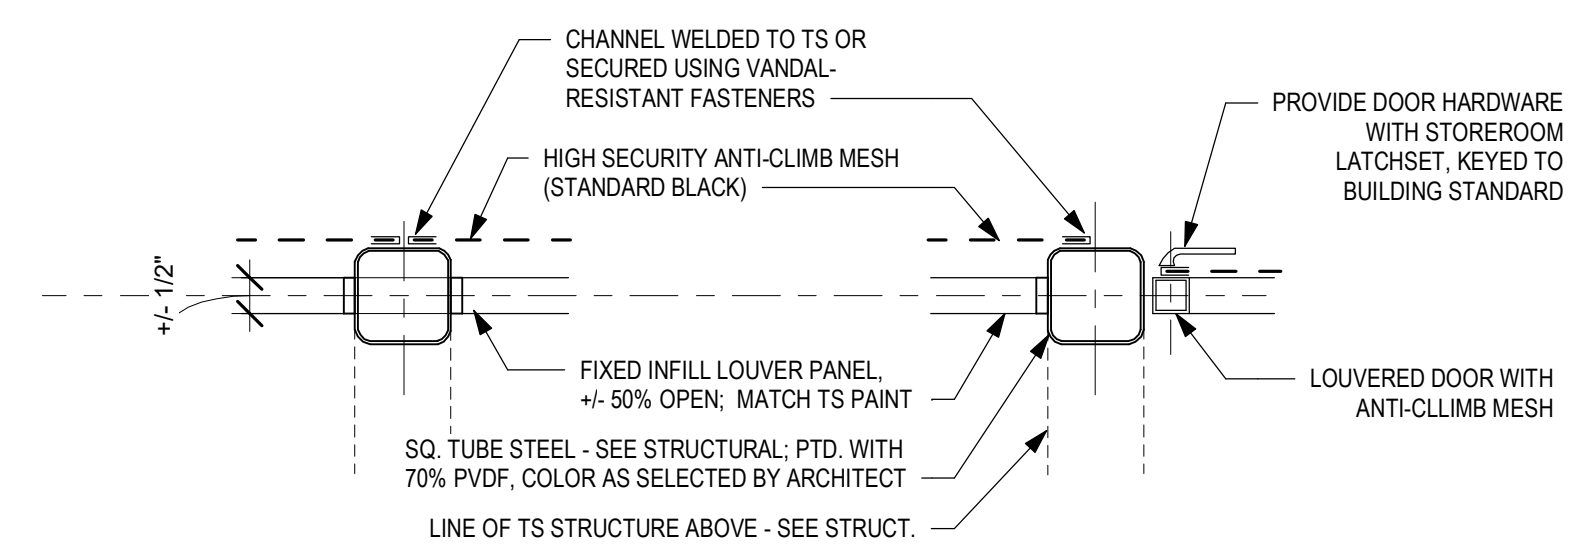 CHANNEL WELDED TO TS OR
SECURED USING VANDAL-
RESISTANT FASTENERS
PROVIDE DOOR HARDWARE
WITH STOREROOM
LATCHSET, KEYED TO
BUILDING STANDARD
HIGH SECURITY ANTI-CLIMB MESH
(STANDARD BLACK)
+/- 1/2"
FIXED INFILL LOUVER PANEL,
+/- 50% OPEN; MATCH TS PAINT
LOUVERED DOOR WITH
ANTI-CLLIMB MESH
SQ. TUBE STEEL - SEE STRUCTURAL; PTD. WITH
70% PVDF, COLOR AS SELECTED BY ARCHITECT
LINE OF TS STRUCTURE ABOVE - SEE STRUCT.